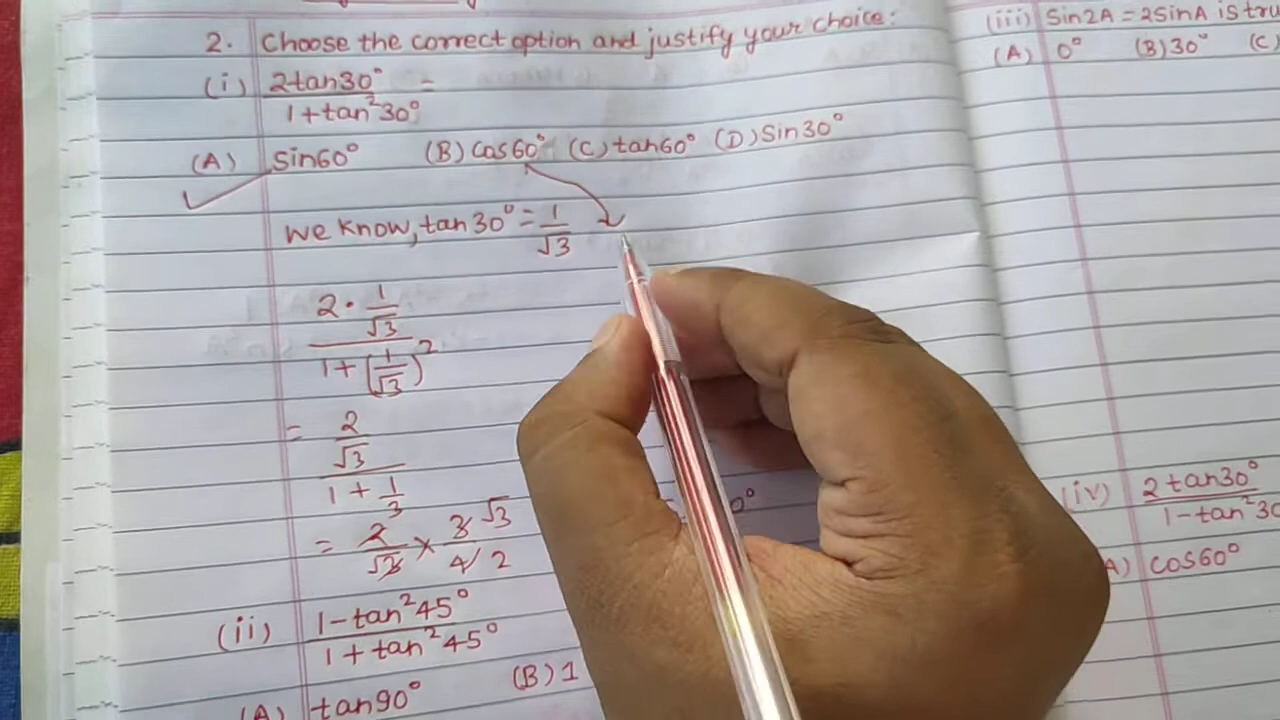 2. Choose the correct option and justify your choice:
(i) 2tan30° =
1+tan²30°
(A) Sin60° (B) Cos60° (C) tan60° (D) Sin30°
we know, tan30° = 1
√3
2 · 1
√3
1 + (1
√3)²
= 2
√3
1 + 1
3
= 2 × 3 √3
√3 4 2
0°
(ii) 1-tan²45°
1+tan²45°
(A) tan90° (B) 1
(iii) Sin2A = 2SinA is tru
(A) 0° (B) 30° (C)
(iv) 2tan30°
1-tan²30
A) Cos60°